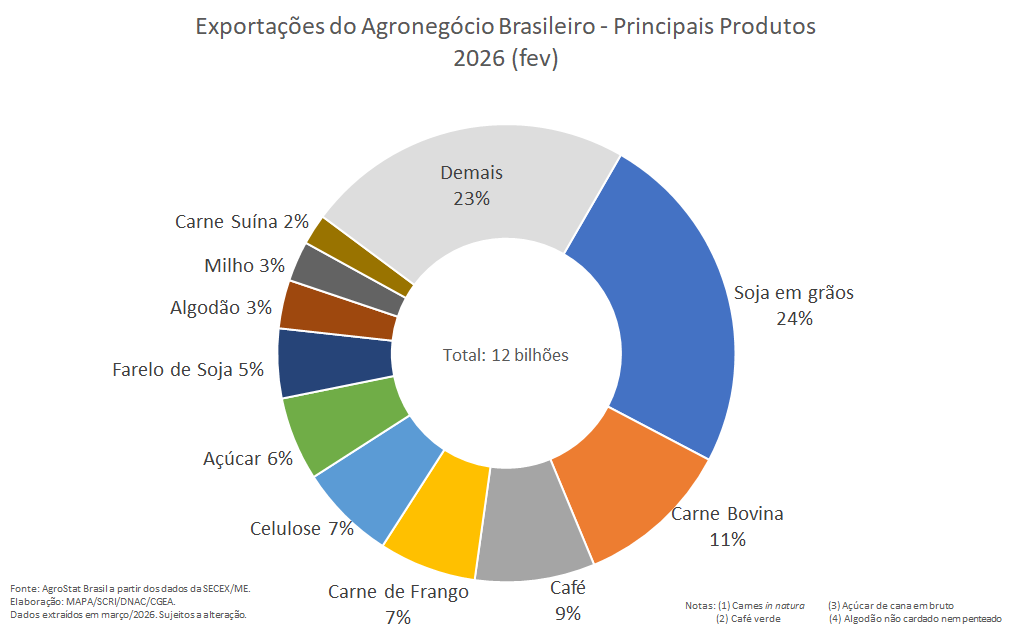 Exportações do Agronegócio Brasileiro - Principais Produtos
2026 (fev)
Demais
23%
Soja em grãos
24%
Carne Bovina
11%
Café
9%
Carne de Frango
7%
Celulose 7%
Açúcar 6%
Farelo de Soja 5%
Algodão 3%
Milho 3%
Carne Suína 2%
Total: 12 bilhões
Fonte: AgroStat Brasil a partir dos dados da SECEX/ME.
Elaboração: MAPA/SCRI/DNAC/CGEA.
Dados extraídos em março/2026. Sujeitos a alteração.
Notas: (1) Carnes in natura (3) Açúcar de cana em bruto
(2) Café verde (4) Algodão não cardado nem penteado